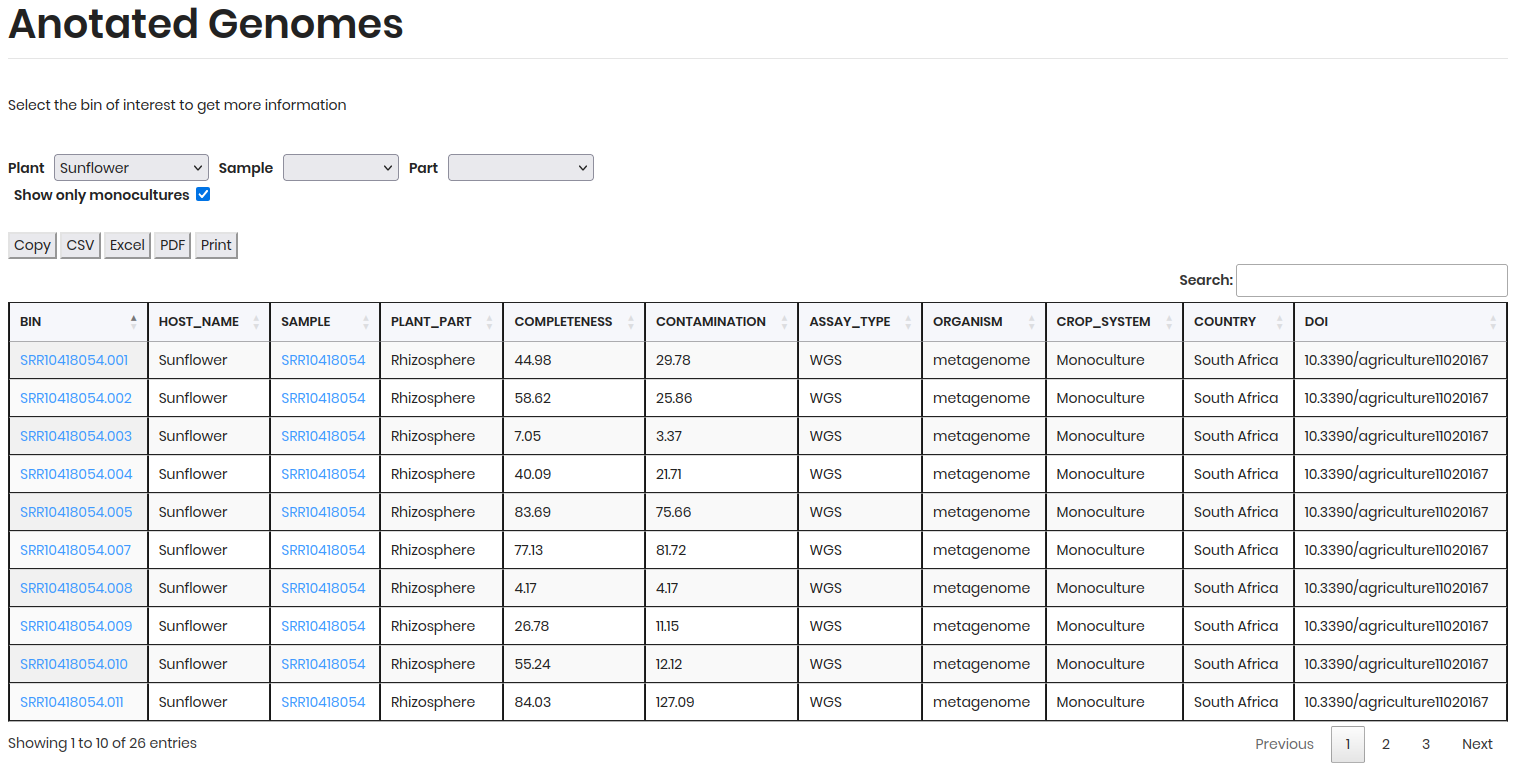 Anotated Genomes
Select the bin of interest to get more information
Plant Sunflower Sample Part
Show only monocultures
Copy CSV Excel PDF Print
Search:
BIN HOST_NAME SAMPLE PLANT_PART COMPLETENESS CONTAMINATION ASSAY_TYPE ORGANISM CROP_SYSTEM COUNTRY DOI
SRR10418054.001 Sunflower SRR10418054 Rhizosphere 44.98 29.78 WGS metagenome Monoculture South Africa 10.3390/agriculture11020167
SRR10418054.002 Sunflower SRR10418054 Rhizosphere 58.62 25.86 WGS metagenome Monoculture South Africa 10.3390/agriculture11020167
SRR10418054.003 Sunflower SRR10418054 Rhizosphere 7.05 3.37 WGS metagenome Monoculture South Africa 10.3390/agriculture11020167
SRR10418054.004 Sunflower SRR10418054 Rhizosphere 40.09 21.71 WGS metagenome Monoculture South Africa 10.3390/agriculture11020167
SRR10418054.005 Sunflower SRR10418054 Rhizosphere 83.69 75.66 WGS metagenome Monoculture South Africa 10.3390/agriculture11020167
SRR10418054.007 Sunflower SRR10418054 Rhizosphere 77.13 81.72 WGS metagenome Monoculture South Africa 10.3390/agriculture11020167
SRR10418054.008 Sunflower SRR10418054 Rhizosphere 4.17 4.17 WGS metagenome Monoculture South Africa 10.3390/agriculture11020167
SRR10418054.009 Sunflower SRR10418054 Rhizosphere 26.78 11.15 WGS metagenome Monoculture South Africa 10.3390/agriculture11020167
SRR10418054.010 Sunflower SRR10418054 Rhizosphere 55.24 12.12 WGS metagenome Monoculture South Africa 10.3390/agriculture11020167
SRR10418054.011 Sunflower SRR10418054 Rhizosphere 84.03 127.09 WGS metagenome Monoculture South Africa 10.3390/agriculture11020167
Showing 1 to 10 of 26 entries Previous 1 2 3 Next